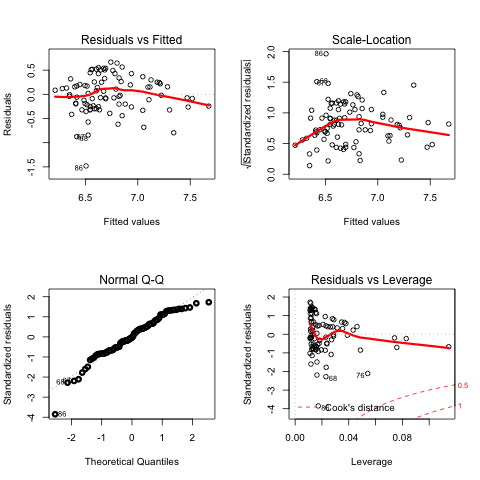 Residuals vs Fitted
Residuals
0.5
-0.5
-1.5
86
68
6.5 7.0 7.5
Fitted values
Scale-Location
√|Standardized residuals|
2.0
1.5
1.0
0.5
0.0
86
68
6.5 7.0 7.5
Fitted values
Normal Q-Q
Standardized residuals
2
1
0
-1
-2
-3
-4
68
86
-2 -1 0 1 2
Theoretical Quantiles
Residuals vs Leverage
Standardized residuals
2
1
0
-1
-2
-3
-4
68
76
Cook's distance
0.5
1
0.00 0.04 0.08
Leverage